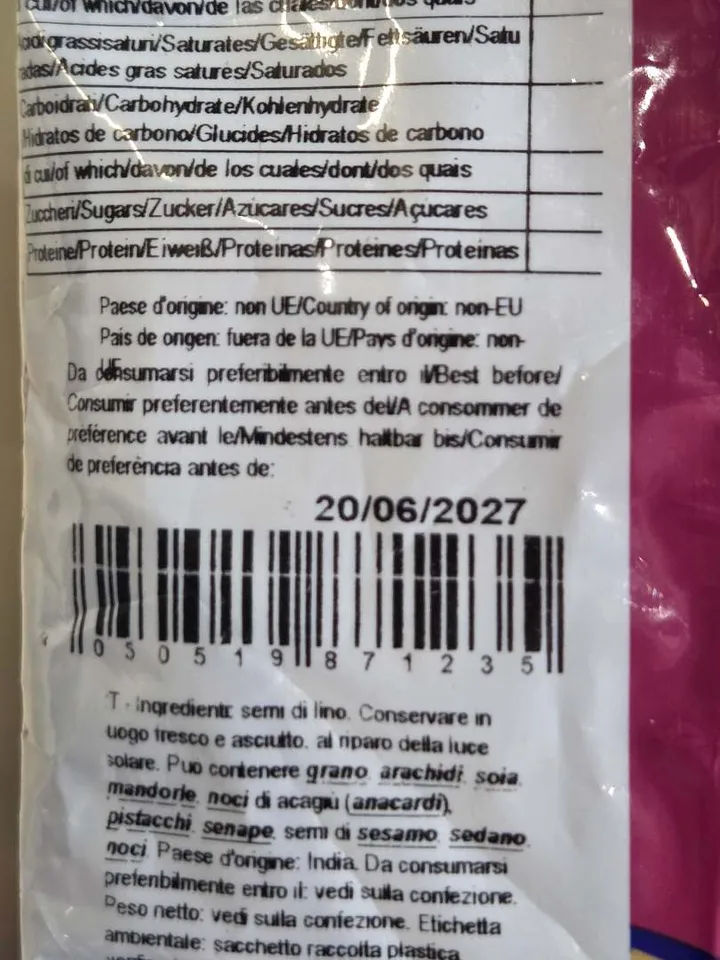 cui/of which/davon/de las cuales/dont/dos quais
grassisaturi/Saturates/Gesättigte/Fettsäuren/Satu
adas/Acides gras saturés/Saturados
Carboidrati/Carbohydrate/Kohlenhydrate
Hidratos de carbono/Glucides/Hidratos de carbono
di cui/of which/davon/de los cuales/dont/dos quais
Zuccheri/Sugars/Zucker/Azúcares/Sucres/Açucares
Proteine/Protein/Eiweiß/Proteinas/Protéines/Proteinas
Paese d'origine: non UE/Country of origin: non-EU
País de origen: fuera de la UE/Pays d'origine: non-
UE
Da consumarsi preferibilmente entro il/Best before/
Consumir preferentemente antes del/A consommer de
préférence avant le/Mindestens haltbar bis/Consumir
de preferência antes de:
20/06/2027
0 5 0 5 1 9 8 7 1 2 3 5
IT - Ingredienti: semi di lino. Conservare in
luogo fresco e asciutto, al riparo della luce
solare. Può contenere grano, arachidi, soia,
mandorle, noci di acagiù (anacardi),
pistacchi, senape, semi di sesamo, sedano,
noci. Paese d'origine: India. Da consumarsi
preferibilmente entro il: vedi sulla confezione.
Peso netto: vedi sulla confezione. Etichetta
ambientale: sacchetto raccolta plastica,